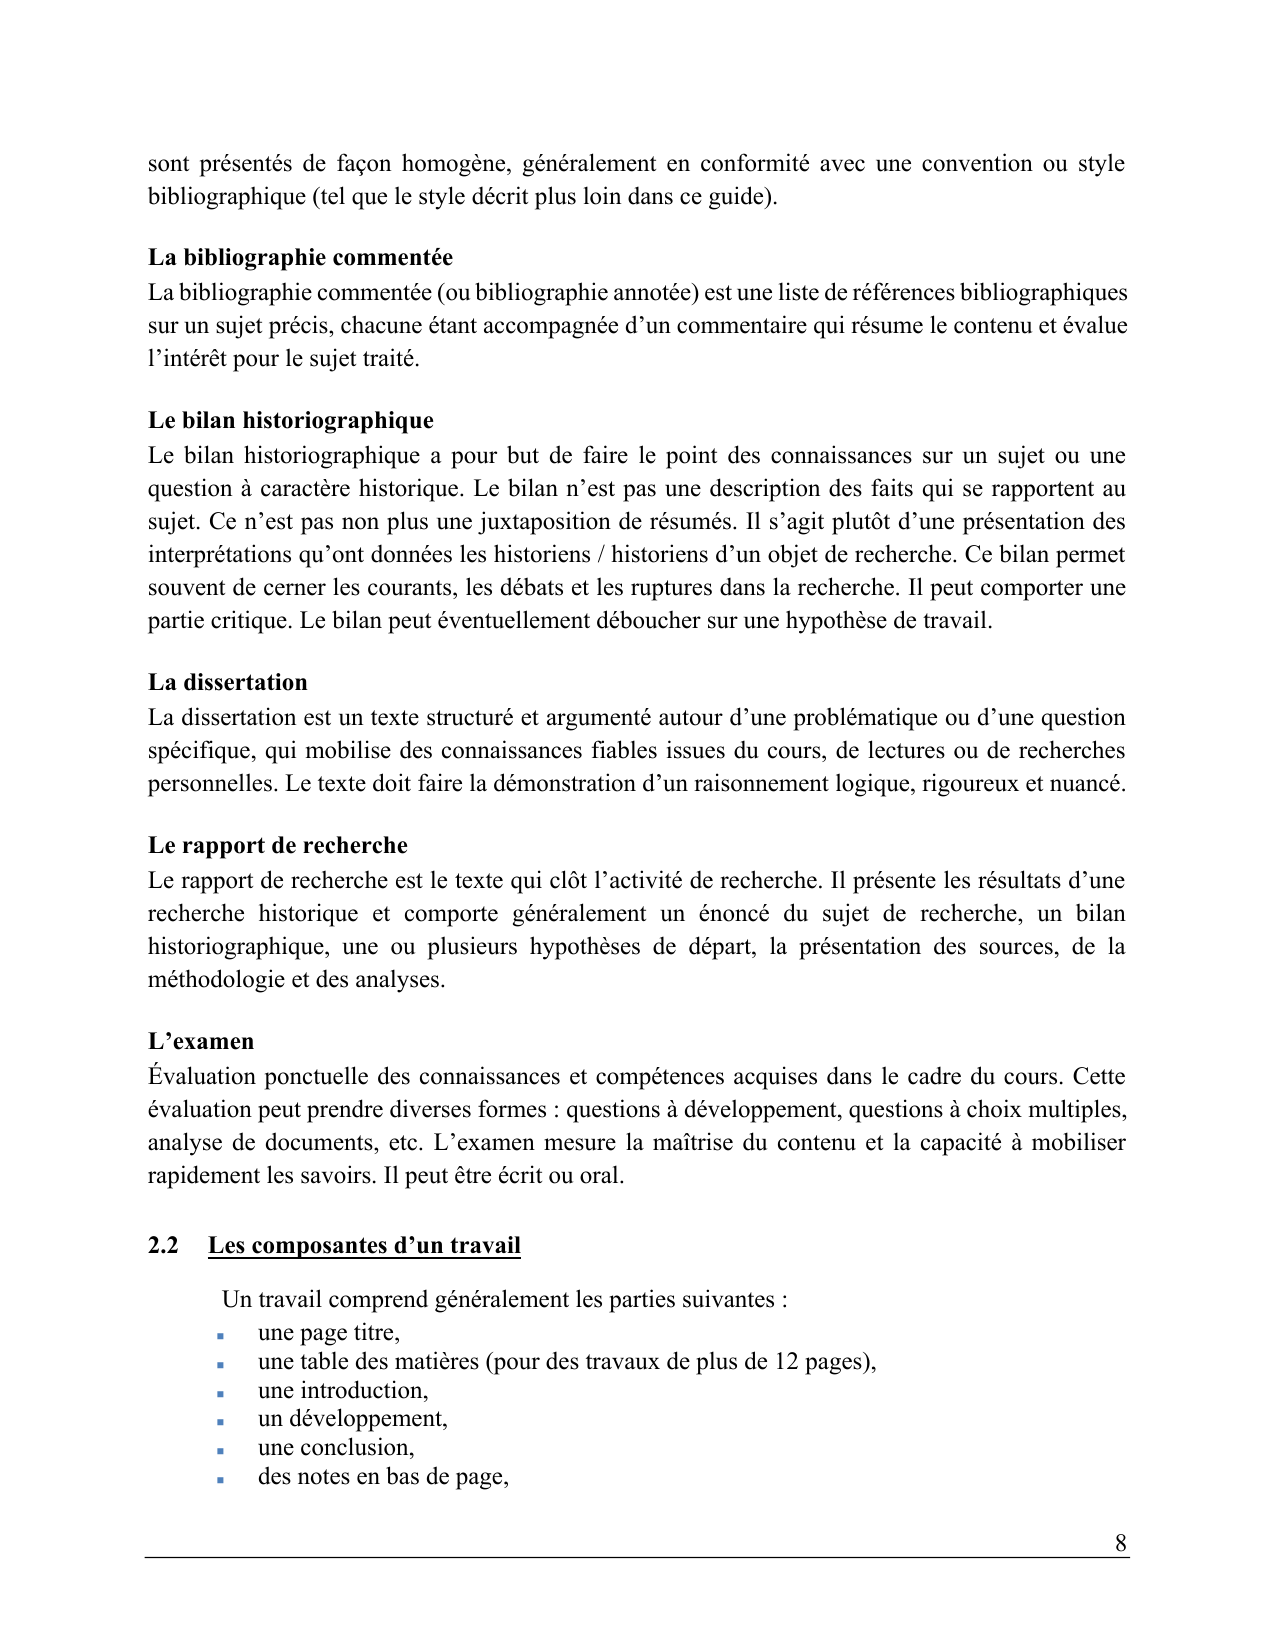 sont présentés de façon homogène, généralement en conformité avec une convention ou style
bibliographique (tel que le style décrit plus loin dans ce guide).
La bibliographie commentée
La bibliographie commentée (ou bibliographie annotée) est une liste de références bibliographiques
sur un sujet précis, chacune étant accompagnée d’un commentaire qui résume le contenu et évalue
l’intérêt pour le sujet traité.
Le bilan historiographique
Le bilan historiographique a pour but de faire le point des connaissances sur un sujet ou une
question à caractère historique. Le bilan n’est pas une description des faits qui se rapportent au
sujet. Ce n’est pas non plus une juxtaposition de résumés. Il s’agit plutôt d’une présentation des
interprétations qu’ont données les historiens / historiens d’un objet de recherche. Ce bilan permet
souvent de cerner les courants, les débats et les ruptures dans la recherche. Il peut comporter une
partie critique. Le bilan peut éventuellement déboucher sur une hypothèse de travail.
La dissertation
La dissertation est un texte structuré et argumenté autour d’une problématique ou d’une question
spécifique, qui mobilise des connaissances fiables issues du cours, de lectures ou de recherches
personnelles. Le texte doit faire la démonstration d’un raisonnement logique, rigoureux et nuancé.
Le rapport de recherche
Le rapport de recherche est le texte qui clôt l’activité de recherche. Il présente les résultats d’une
recherche historique et comporte généralement un énoncé du sujet de recherche, un bilan
historiographique, une ou plusieurs hypothèses de départ, la présentation des sources, de la
méthodologie et des analyses.
L’examen
Évaluation ponctuelle des connaissances et compétences acquises dans le cadre du cours. Cette
évaluation peut prendre diverses formes : questions à développement, questions à choix multiples,
analyse de documents, etc. L’examen mesure la maîtrise du contenu et la capacité à mobiliser
rapidement les savoirs. Il peut être écrit ou oral.
2.2 Les composantes d’un travail
Un travail comprend généralement les parties suivantes :
▪ une page titre,
▪ une table des matières (pour des travaux de plus de 12 pages),
▪ une introduction,
▪ un développement,
▪ une conclusion,
▪ des notes en bas de page,
8